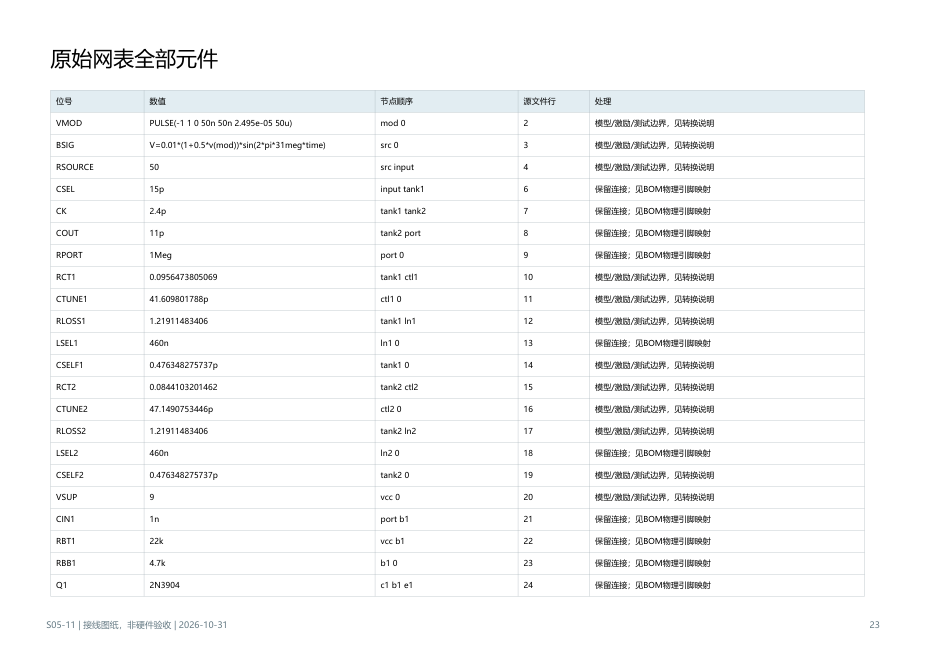 原始网表全部元件
位号 数值 节点顺序 源文件行 处理
VMOD PULSE(-1 1 0 50n 50n 2.495e-05 50u) mod 0 2 模型/激励/测试边界，见转换说明
BSIG V=0.01*(1+0.5*v(mod))*sin(2*pi*31meg*time) src 0 3 模型/激励/测试边界，见转换说明
RSOURCE 50 src input 4 模型/激励/测试边界，见转换说明
CSEL 15p input tank1 6 保留连接；见BOM物理引脚映射
CK 2.4p tank1 tank2 7 保留连接；见BOM物理引脚映射
COUT 11p tank2 port 8 保留连接；见BOM物理引脚映射
RPORT 1Meg port 0 9 保留连接；见BOM物理引脚映射
RCT1 0.0956473805069 tank1 ctl1 10 模型/激励/测试边界，见转换说明
CTUNE1 41.609801788p ctl1 0 11 模型/激励/测试边界，见转换说明
RLOSS1 1.21911483406 tank1 ln1 12 模型/激励/测试边界，见转换说明
LSEL1 460n ln1 0 13 保留连接；见BOM物理引脚映射
CSELF1 0.476348275737p tank1 0 14 模型/激励/测试边界，见转换说明
RCT2 0.0844103201462 tank2 ctl2 15 模型/激励/测试边界，见转换说明
CTUNE2 47.1490753446p ctl2 0 16 模型/激励/测试边界，见转换说明
RLOSS2 1.21911483406 tank2 ln2 17 模型/激励/测试边界，见转换说明
LSEL2 460n ln2 0 18 保留连接；见BOM物理引脚映射
CSELF2 0.476348275737p tank2 0 19 模型/激励/测试边界，见转换说明
VSUP 9 vcc 0 20 模型/激励/测试边界，见转换说明
CIN1 1n port b1 21 保留连接；见BOM物理引脚映射
RBT1 22k vcc b1 22 保留连接；见BOM物理引脚映射
RBB1 4.7k b1 0 23 保留连接；见BOM物理引脚映射
Q1 2N3904 c1 b1 e1 24 保留连接；见BOM物理引脚映射
S05-11 | 接线图纸，非硬件验收 | 2026-10-31 23